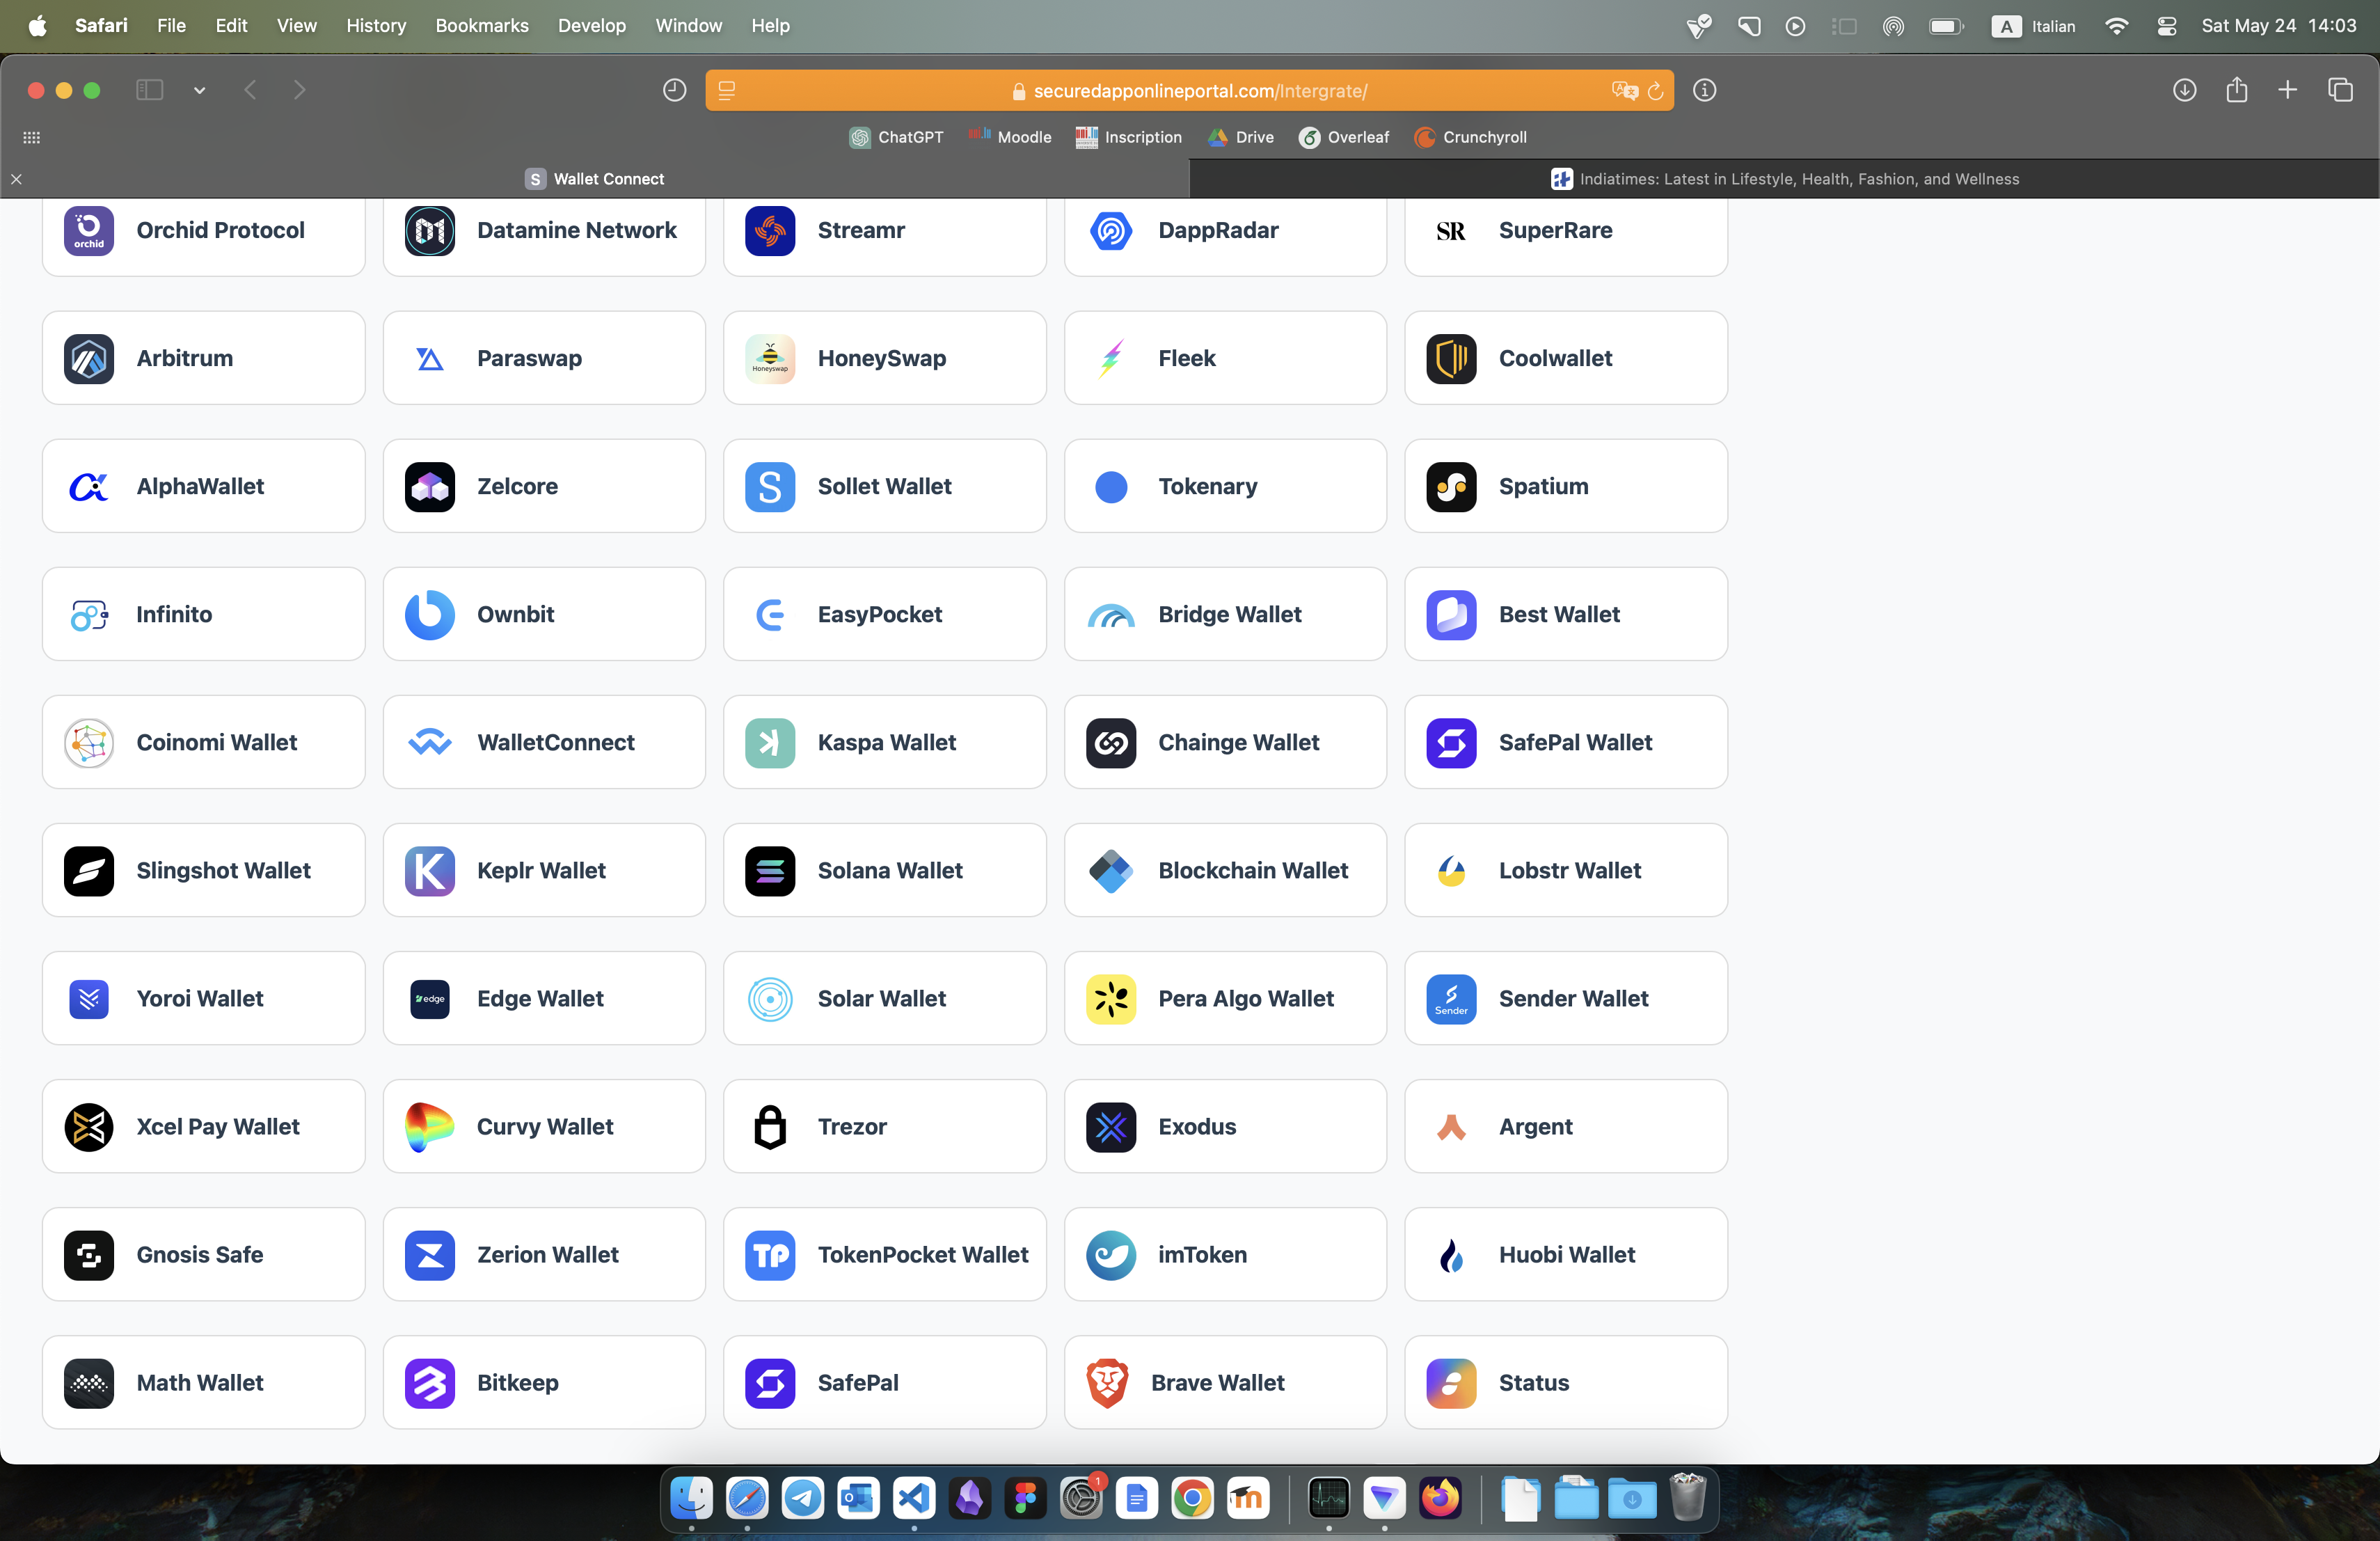 Safari File Edit View History Bookmarks Develop Window Help A Italian Sat May 24 14:03
securedapponlineportal.com/Intergrate/
ChatGPT Moodle Inscription Drive Overleaf Crunchyroll
S Wallet Connect Indiatimes: Latest in Lifestyle, Health, Fashion, and Wellness
orchid Orchid Protocol Datamine Network Streamr DappRadar SR SuperRare
Arbitrum Paraswap Honeyswap HoneySwap Fleek Coolwallet
AlphaWallet Zelcore S Sollet Wallet Tokenary Spatium
Infinito Ownbit EasyPocket Bridge Wallet Best Wallet
Coinomi Wallet WalletConnect Kaspa Wallet Chainge Wallet SafePal Wallet
Slingshot Wallet K Keplr Wallet Solana Wallet Blockchain Wallet Lobstr Wallet
Yoroi Wallet edge Edge Wallet Solar Wallet Pera Algo Wallet Sender Sender Wallet
Xcel Pay Wallet Curvy Wallet Trezor Exodus Argent
Gnosis Safe Zerion Wallet TP TokenPocket Wallet imToken Huobi Wallet
Math Wallet Bitkeep SafePal Brave Wallet Status
1